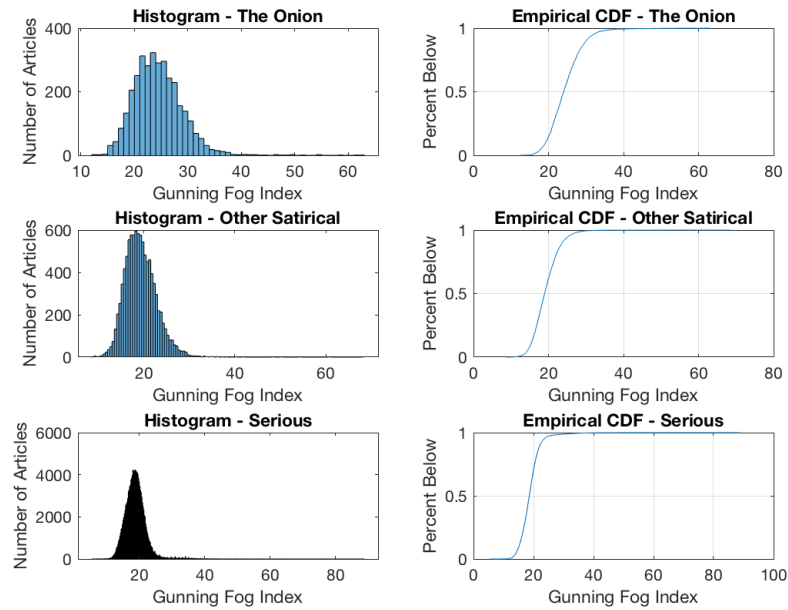 Histogram - The Onion
Number of Articles
400
200
0
10 20 30 40 50 60
Gunning Fog Index
Empirical CDF - The Onion
Percent Below
1
0.5
0
0 20 40 60 80
Gunning Fog Index
Histogram - Other Satirical
Number of Articles
600
400
200
0
20 40 60
Gunning Fog Index
Empirical CDF - Other Satirical
Percent Below
1
0.5
0
0 20 40 60 80
Gunning Fog Index
Histogram - Serious
Number of Articles
6000
4000
2000
0
20 40 60 80
Gunning Fog Index
Empirical CDF - Serious
Percent Below
1
0.5
0
0 20 40 60 80 100
Gunning Fog Index